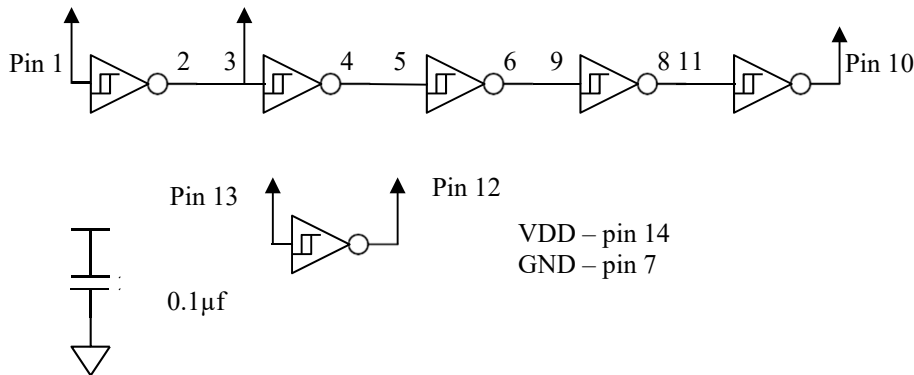 Pin 1 2 3 4 5 6 9 8 11 Pin 10
Pin 13 Pin 12
VDD – pin 14
GND – pin 7
0.1µf